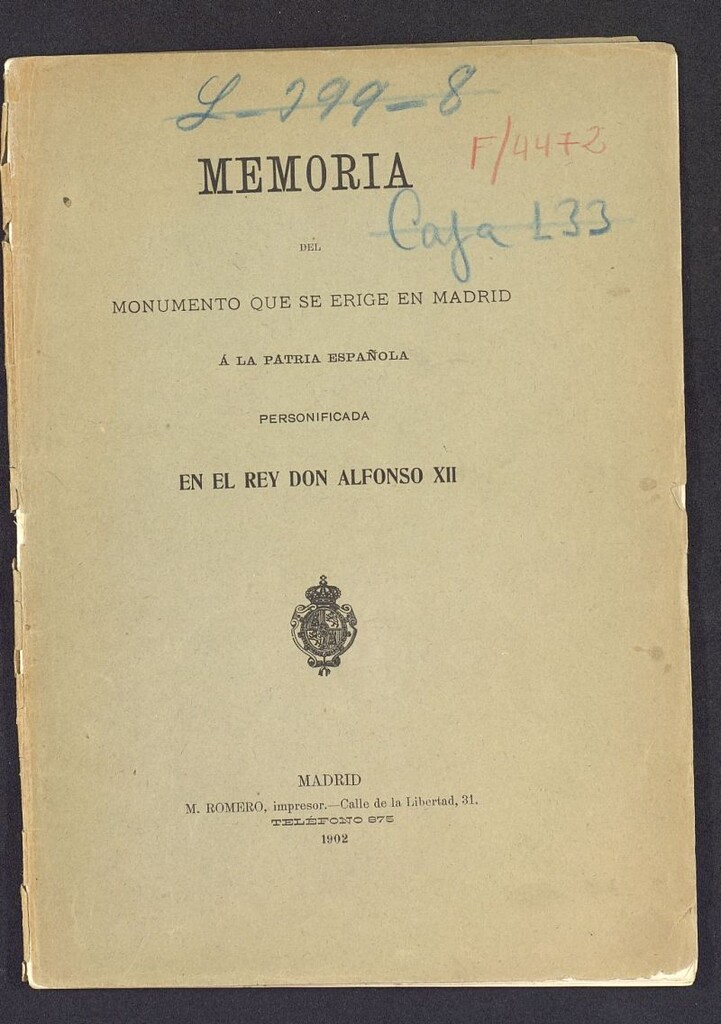 L-299-8
MEMORIA
F/4472
Caja 133
DEL
MONUMENTO QUE SE ERIGE EN MADRID
Á LA PATRIA ESPAÑOLA
PERSONIFICADA
EN EL REY DON ALFONSO XII
MADRID
M. ROMERO, impresor.—Calle de la Libertad, 31.
TELÉFONO 875
1902